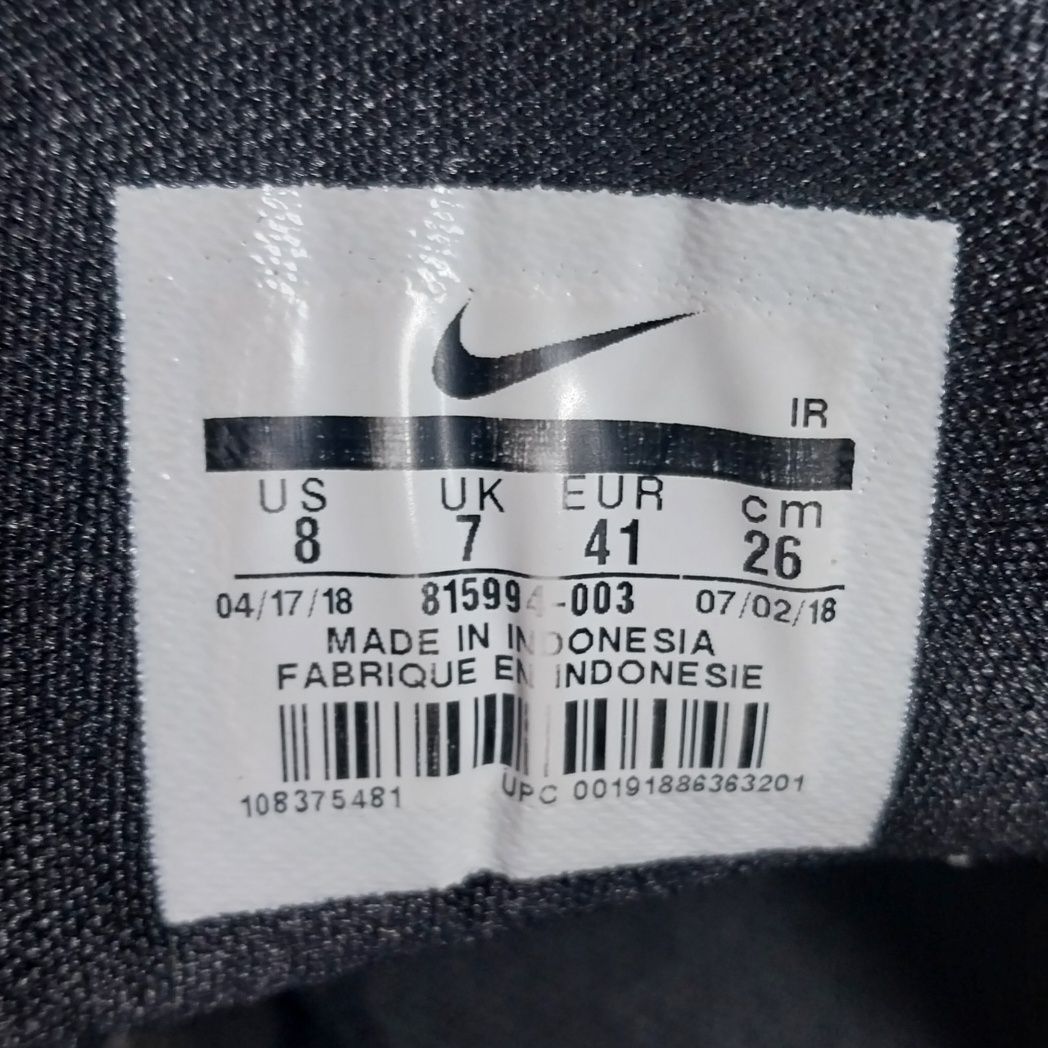 IR
US UK EUR cm
8 7 41 26
04/17/18 815994-003 07/02/18
MADE IN INDONESIA
FABRIQUE EN INDONESIE
108375481 UPC 00191886363201